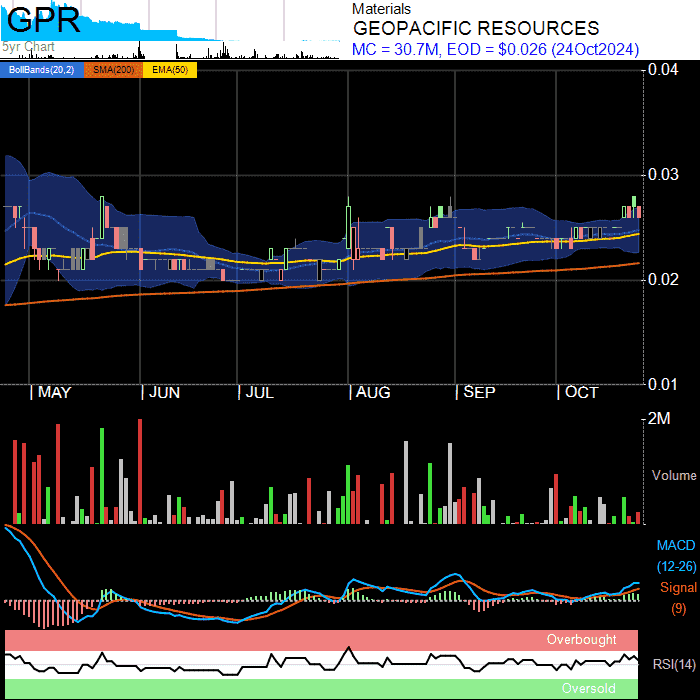 GPR
5yr Chart
Materials
GEOPACIFIC RESOURCES
MC = 30.7M, EOD = $0.026 (24Oct2024)
BollBands(20,2) SMA(200) EMA(50)
0.04
0.03
0.02
0.01
MAY JUN JUL AUG SEP OCT
2M
Volume
MACD
(12-26)
Signal
(9)
Overbought
RSI(14)
Oversold